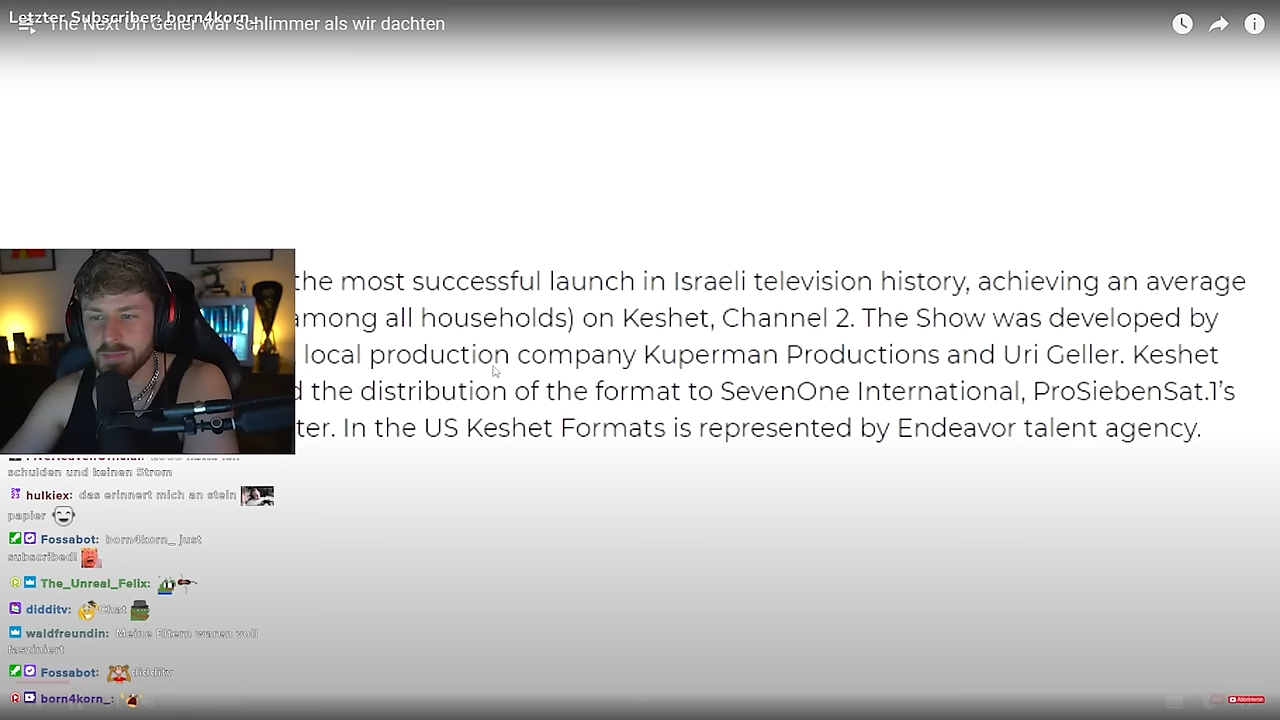 Letzter Subscriber: born4korn_
The Next Uri Geller war schlimmer als wir dachten
the most successful launch in Israeli television history, achieving an average
among all households) on Keshet, Channel 2. The Show was developed by
local production company Kuperman Productions and Uri Geller. Keshet
d the distribution of the format to SevenOne International, ProSiebenSat.1’s
ter. In the US Keshet Formats is represented by Endeavor talent agency.
schulden und keinen Strom
hulkiex: das erinnert mich an stein
papier
Fossabot: born4korn_ just
subscribed!
The_Unreal_Felix:
didditv: Chat
waldfreundin: Meine Eltern waren voll
fasziniert
Fossabot: didditv
born4korn_: